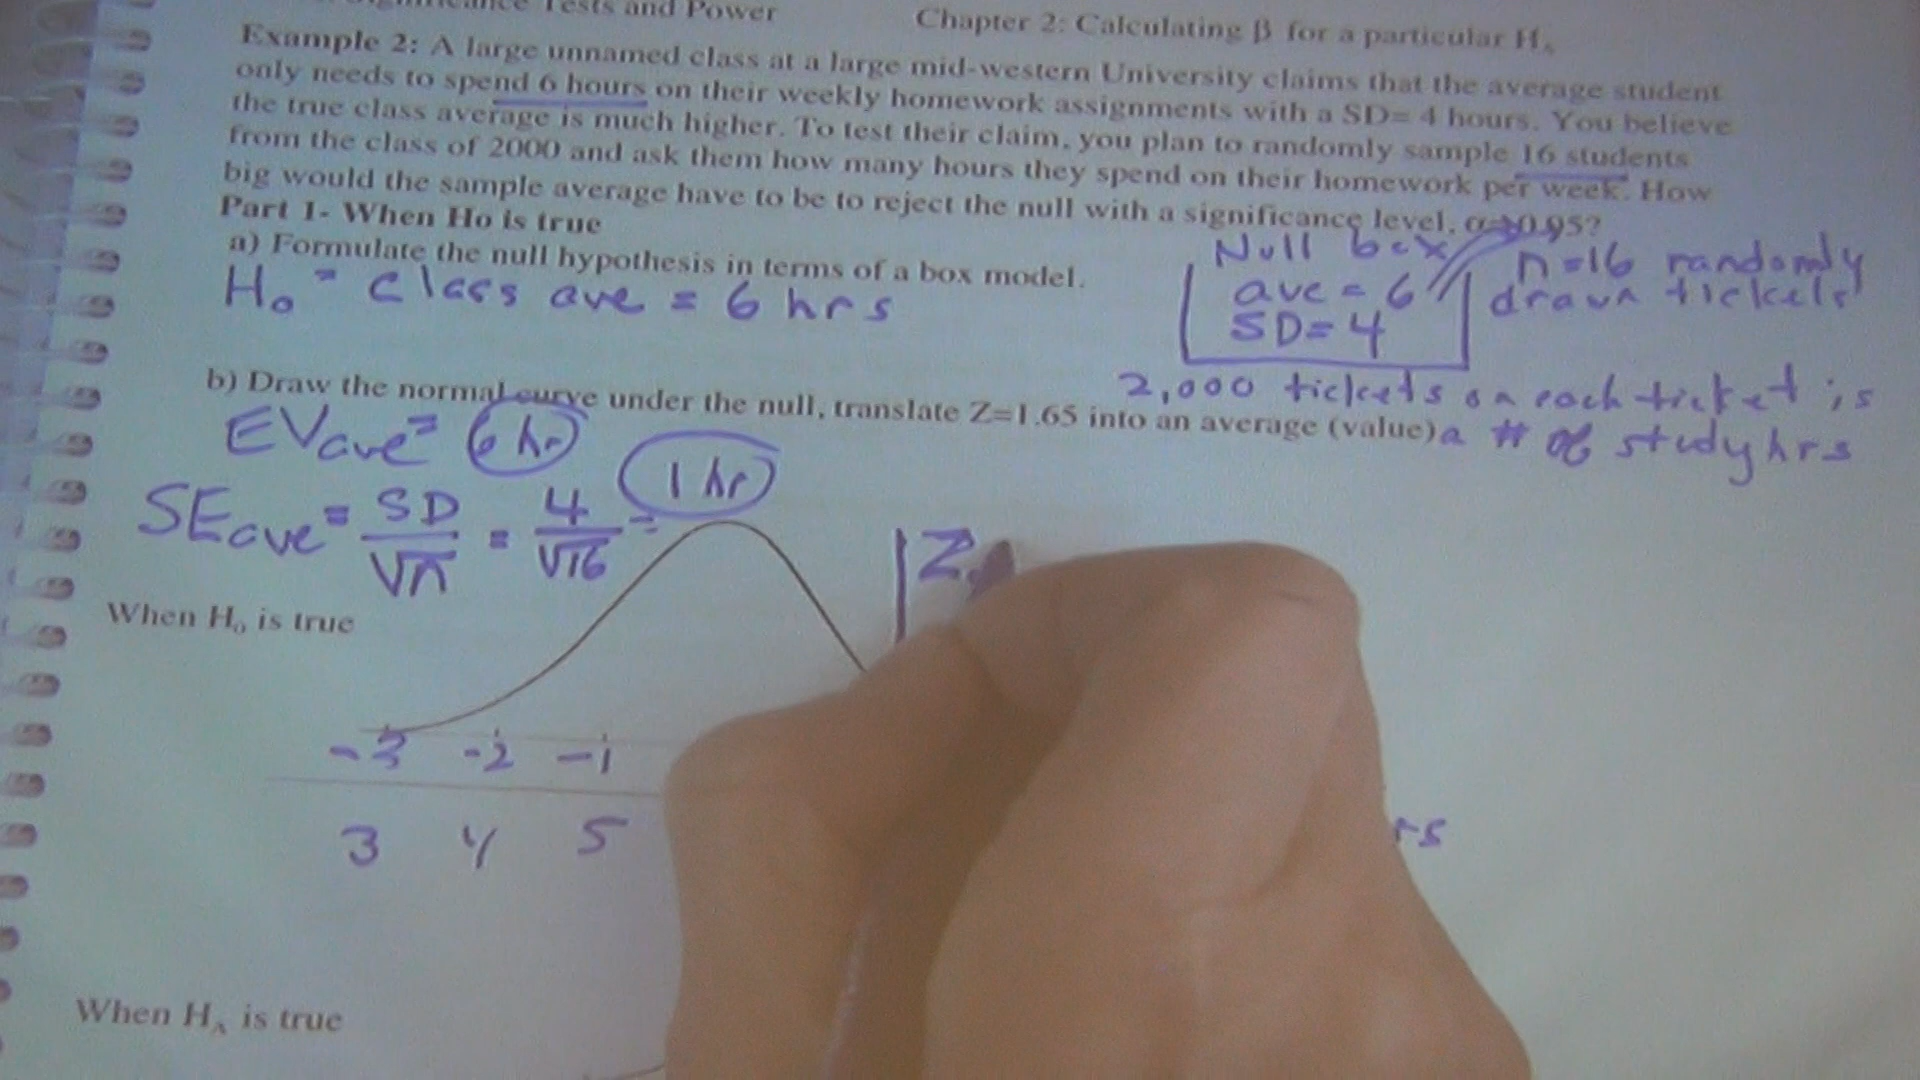 Tests and Power
Chapter 2: Calculating β for a particular Hₐ
Example 2: A large unnamed class at a large mid-western University claims that the average student
only needs to spend 6 hours on their weekly homework assignments with a SD= 4 hours. You believe
the true class average is much higher. To test their claim, you plan to randomly sample 16 students
from the class of 2000 and ask them how many hours they spend on their homework per week. How
big would the sample average have to be to reject the null with a significance level, α 0.05?
Part 1- When Ho is true
a) Formulate the null hypothesis in terms of a box model.
H₀ = class ave = 6 hrs
Null box
ave = 6
SD=4
n=16 randomly
drawn tickets
2,000 tickets on each ticket is
a # of study hrs
b) Draw the normal curve under the null, translate Z=1.65 into an average (value)
EVave = 6 hr
SEave = SD/√n = 4/√16 = 1 hr
Z
When H₀ is true
-3 -2 -1
3 4 5 rs
When Hₐ is true